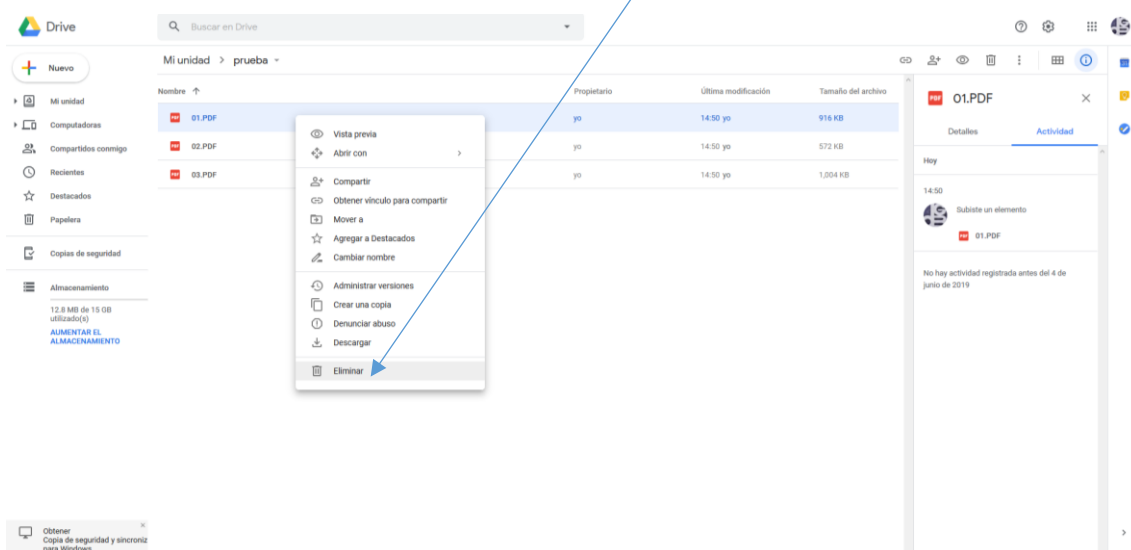 Drive
Buscar en Drive
Nuevo
Mi unidad
Computadoras
Compartidos conmigo
Recientes
Destacados
Papelera
Copias de seguridad
Almacenamiento
12.8 MB de 15 GB
utilizado(s)
AUMENTAR EL
ALMACENAMIENTO
Obtener
Copia de seguridad y sincroniz
para Windows
Mi unidad > prueba
Nombre Propietario Última modificación Tamaño del archivo
PDF 01.PDF yo 14:50 yo 916 KB
PDF 02.PDF yo 14:50 yo 572 KB
PDF 03.PDF yo 14:50 yo 1,004 KB
Vista previa
Abrir con
Compartir
Obtener vínculo para compartir
Mover a
Agregar a Destacados
Cambiar nombre
Administrar versiones
Crear una copia
Denunciar abuso
Descargar
Eliminar
PDF 01.PDF
Detalles Actividad
Hoy
14:50
Subiste un elemento
PDF 01.PDF
No hay actividad registrada antes del 4 de
junio de 2019